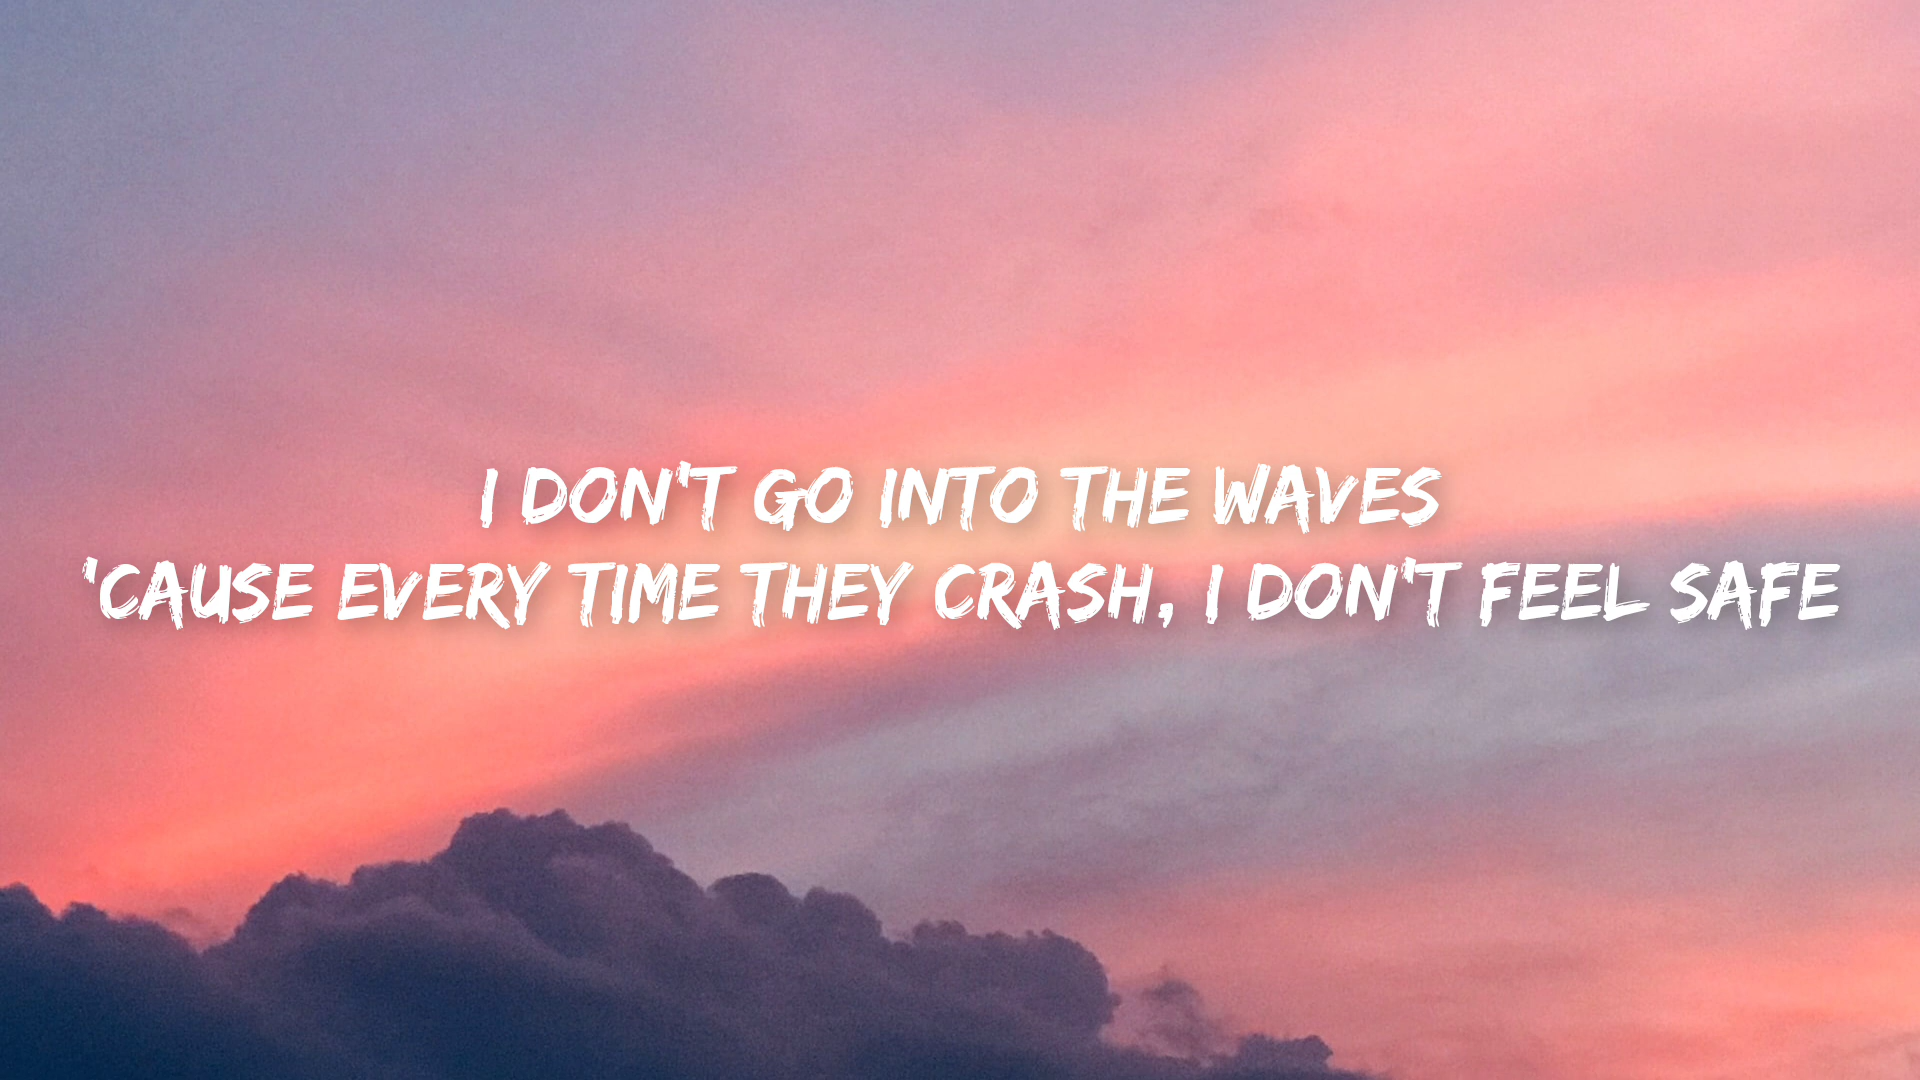 I DON'T GO INTO THE WAVES
'CAUSE EVERY TIME THEY CRASH, I DON'T FEEL SAFE